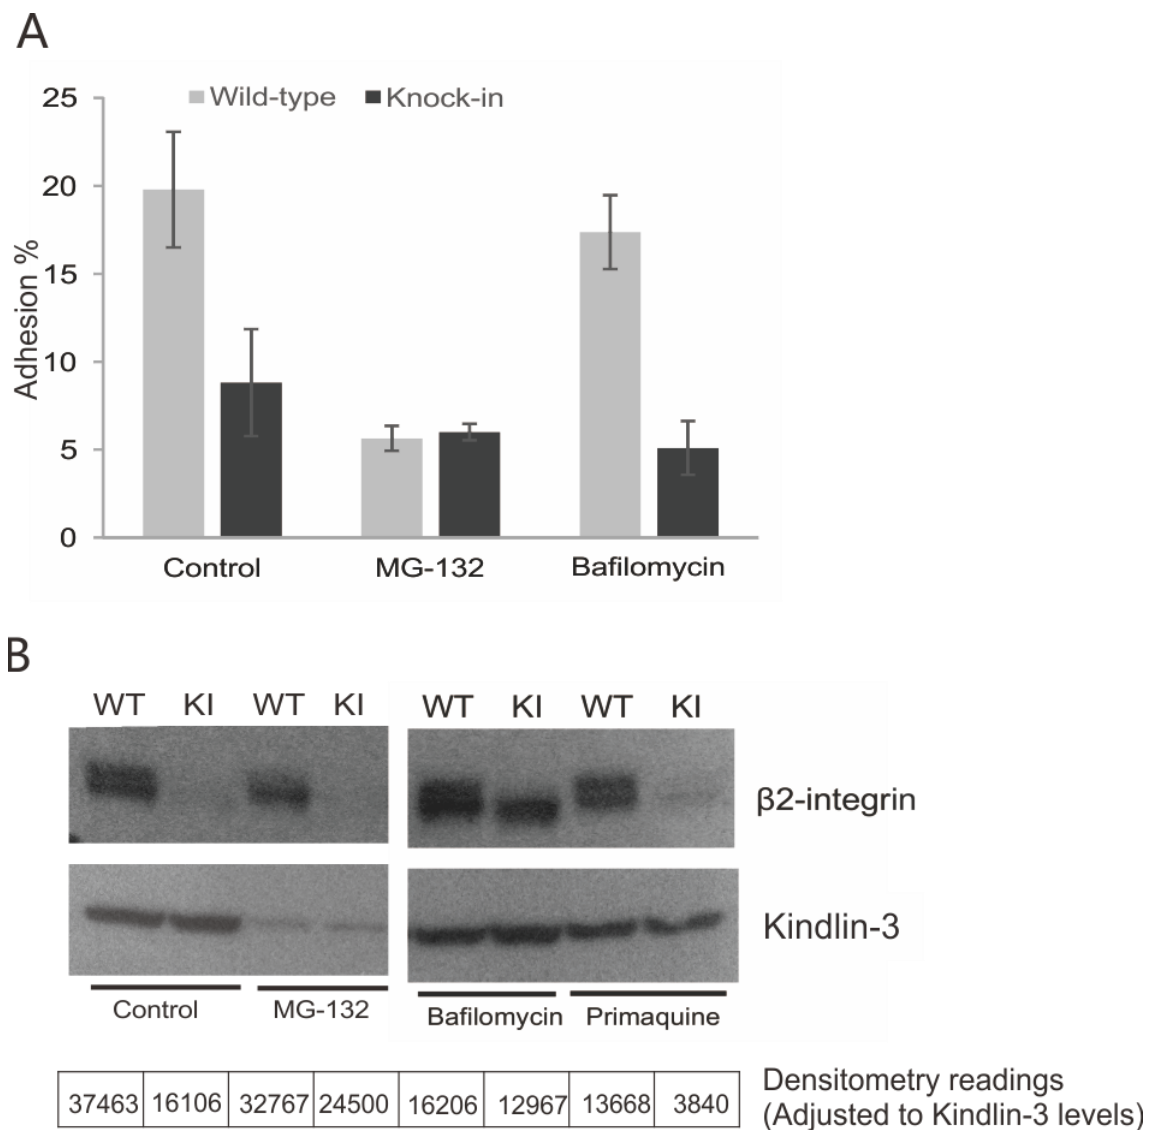 A
Wild-type Knock-in
25
20
15
10
5
0
Adhesion %
Control MG-132 Bafilomycin
B
WT KI WT KI WT KI WT KI
β2-integrin
Kindlin-3
Control MG-132 Bafilomycin Primaquine
37463 16106 32767 24500 16206 12967 13668 3840
Densitometry readings
(Adjusted to Kindlin-3 levels)